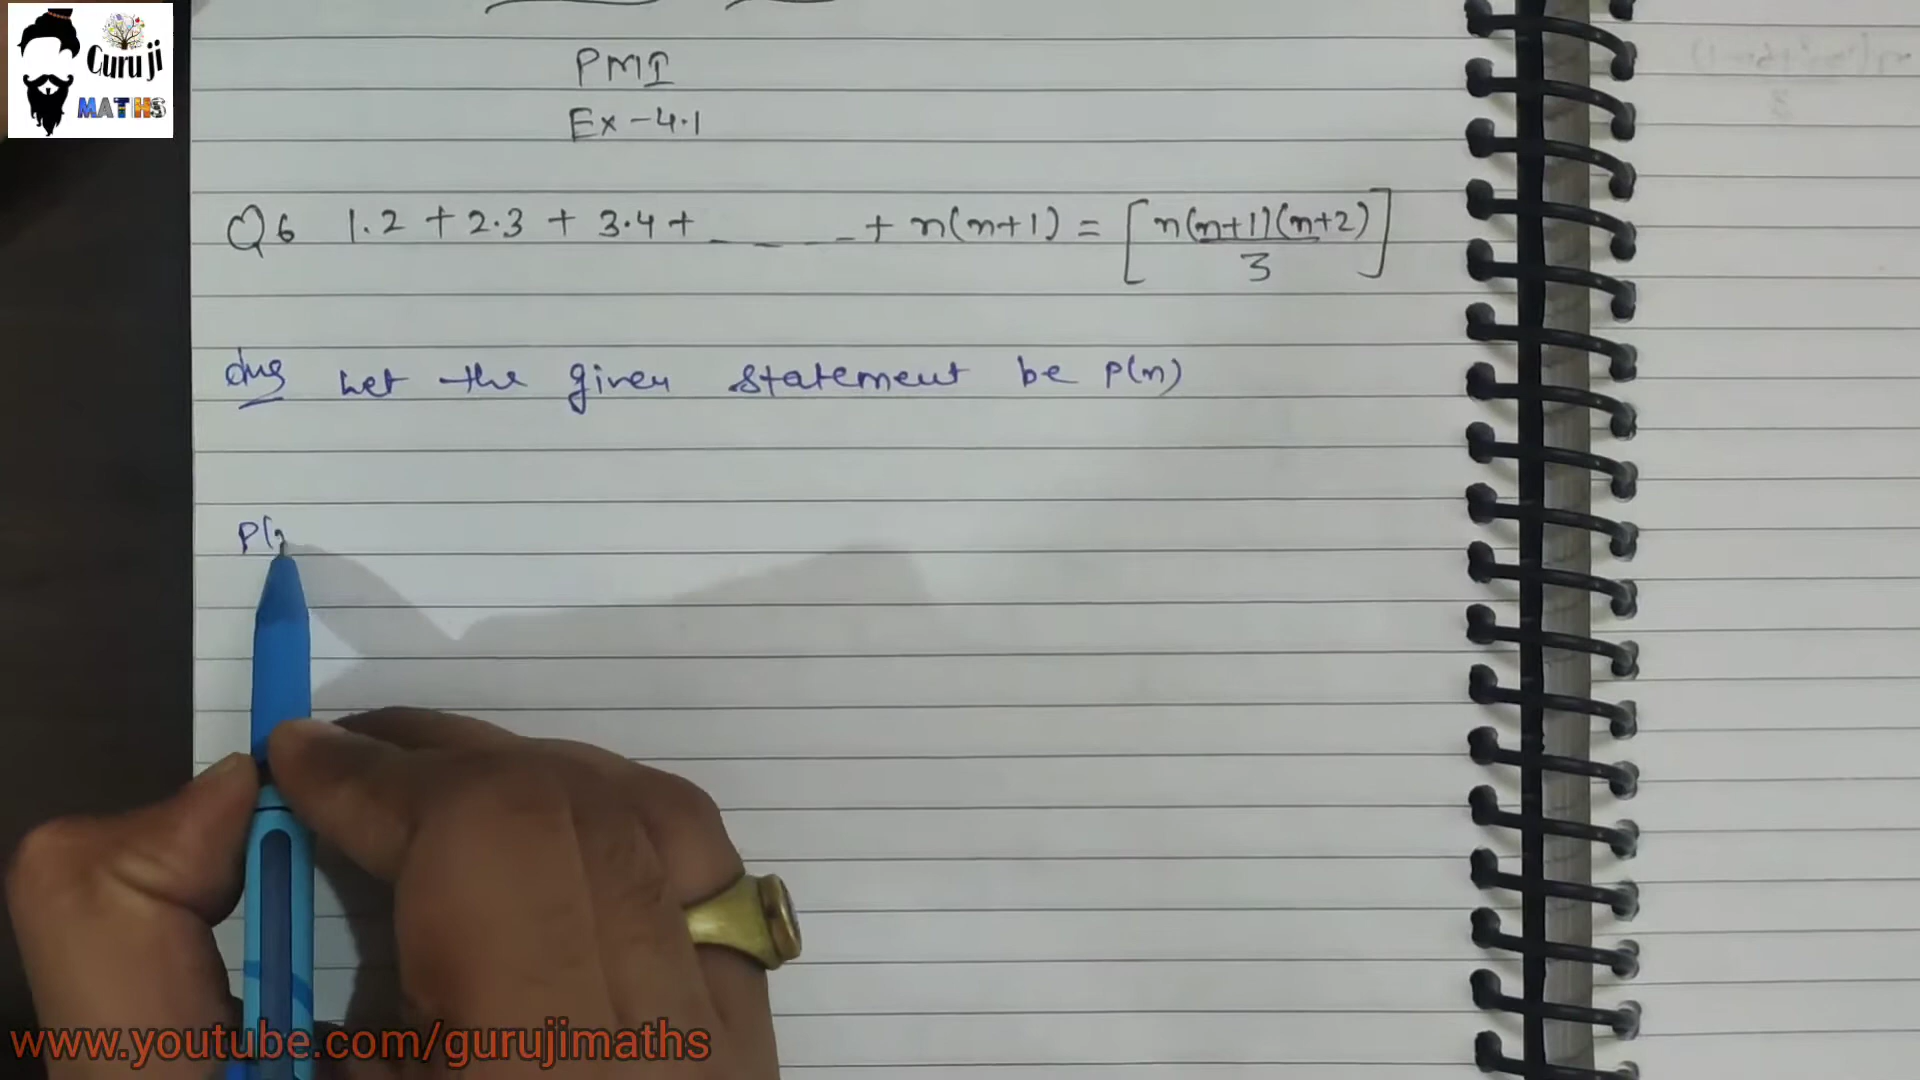 Guru ji
MATHS
PMI
Ex - 4.1
Q6 1.2 + 2.3 + 3.4 + _ _ _ _ + n(n+1) = [n(n+1)(n+2)/3]
Ans Let the given statement be P(n)
P(
www.youtube.com/gurujimaths